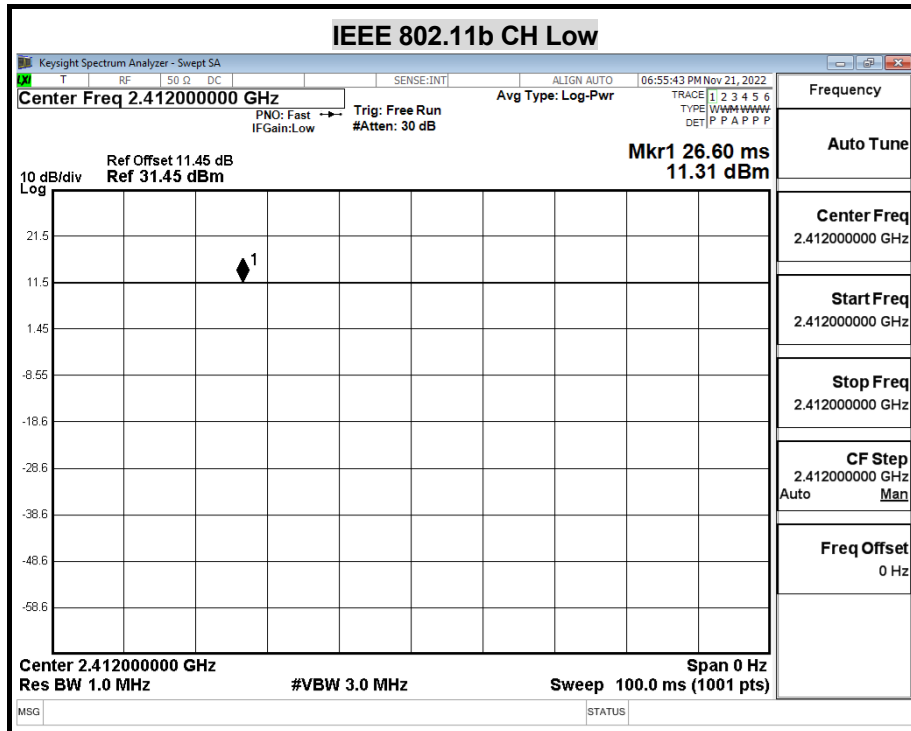 IEEE 802.11b CH Low
Keysight Spectrum Analyzer - Swept SA
LXI T RF 50 Ω DC SENSE:INT ALIGN AUTO 06:55:43 PM Nov 21, 2022
Center Freq 2.412000000 GHz
PNO: Fast
IFGain:Low
Trig: Free Run
#Atten: 30 dB
Avg Type: Log-Pwr
TRACE 1 2 3 4 5 6
TYPE WWMWWWW
DET P P A P P P
Ref Offset 11.45 dB
10 dB/div Ref 31.45 dBm
Log
Mkr1 26.60 ms
11.31 dBm
21.5
11.5
1.45
-8.55
-18.6
-28.6
-38.6
-48.6
-58.6
1
Center 2.412000000 GHz
Span 0 Hz
Res BW 1.0 MHz
#VBW 3.0 MHz
Sweep 100.0 ms (1001 pts)
MSG
STATUS
Frequency
Auto Tune
Center Freq
2.412000000 GHz
Start Freq
2.412000000 GHz
Stop Freq
2.412000000 GHz
CF Step
2.412000000 GHz
Auto Man
Freq Offset
0 Hz